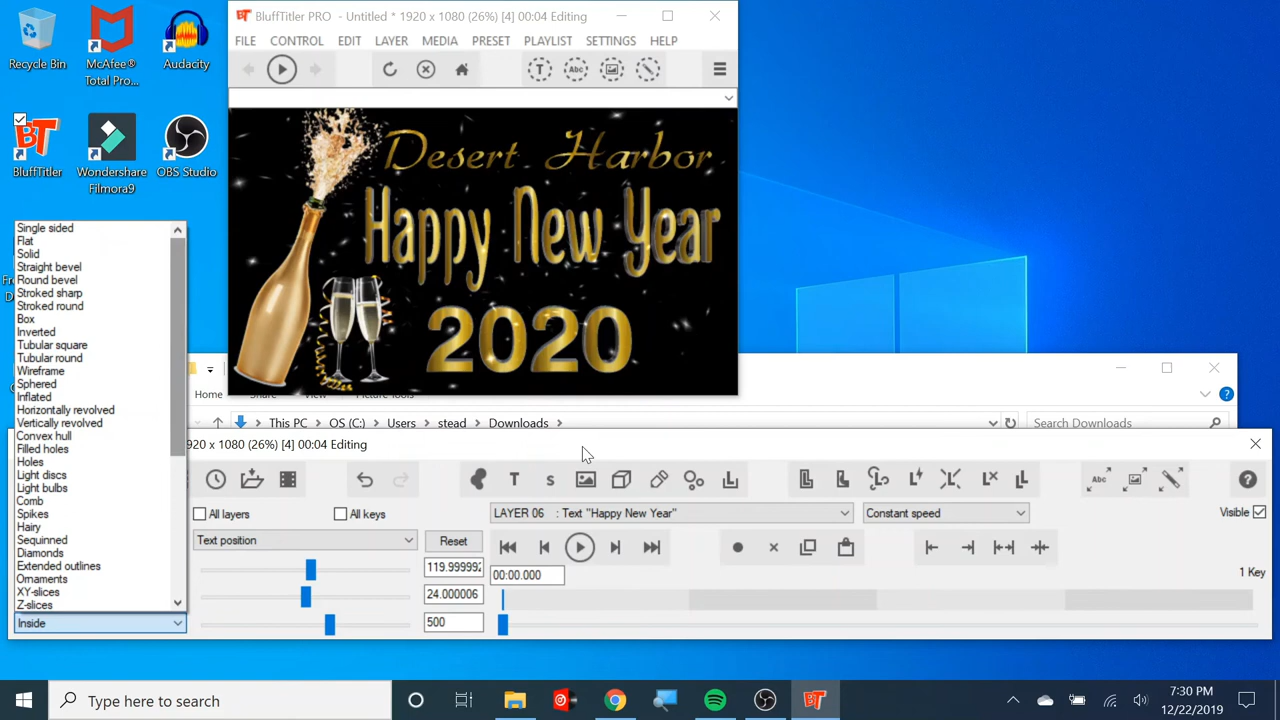 Recycle Bin
McAfee®
Total Pro...
Audacity
BluffTitler
Wondershare
Filmora9
OBS Studio
BluffTitler PRO - Untitled * 1920 x 1080 (26%) [4] 00:04 Editing
FILE CONTROL EDIT LAYER MEDIA PRESET PLAYLIST SETTINGS HELP
T Abc
Desert Harbor
Happy New Year
2020
Home Share View Picture Tools
This PC > OS (C:) > Users > stead > Downloads >
Search Downloads
920 x 1080 (26%) [4] 00:04 Editing
T S Abc ?
All layers
All keys
LAYER 06 : Text "Happy New Year"
Constant speed
Visible
Text position
Reset
119.999992
00:00.000
1 Key
24.000006
500
Single sided
Flat
Solid
Straight bevel
Round bevel
Stroked sharp
Stroked round
Box
Inverted
Tubular square
Tubular round
Wireframe
Sphered
Inflated
Horizontally revolved
Vertically revolved
Convex hull
Filled holes
Holes
Light discs
Light bulbs
Comb
Spikes
Hairy
Sequinned
Diamonds
Extended outlines
Ornaments
XY-slices
Z-slices
Inside
Type here to search
7:30 PM
12/22/2019